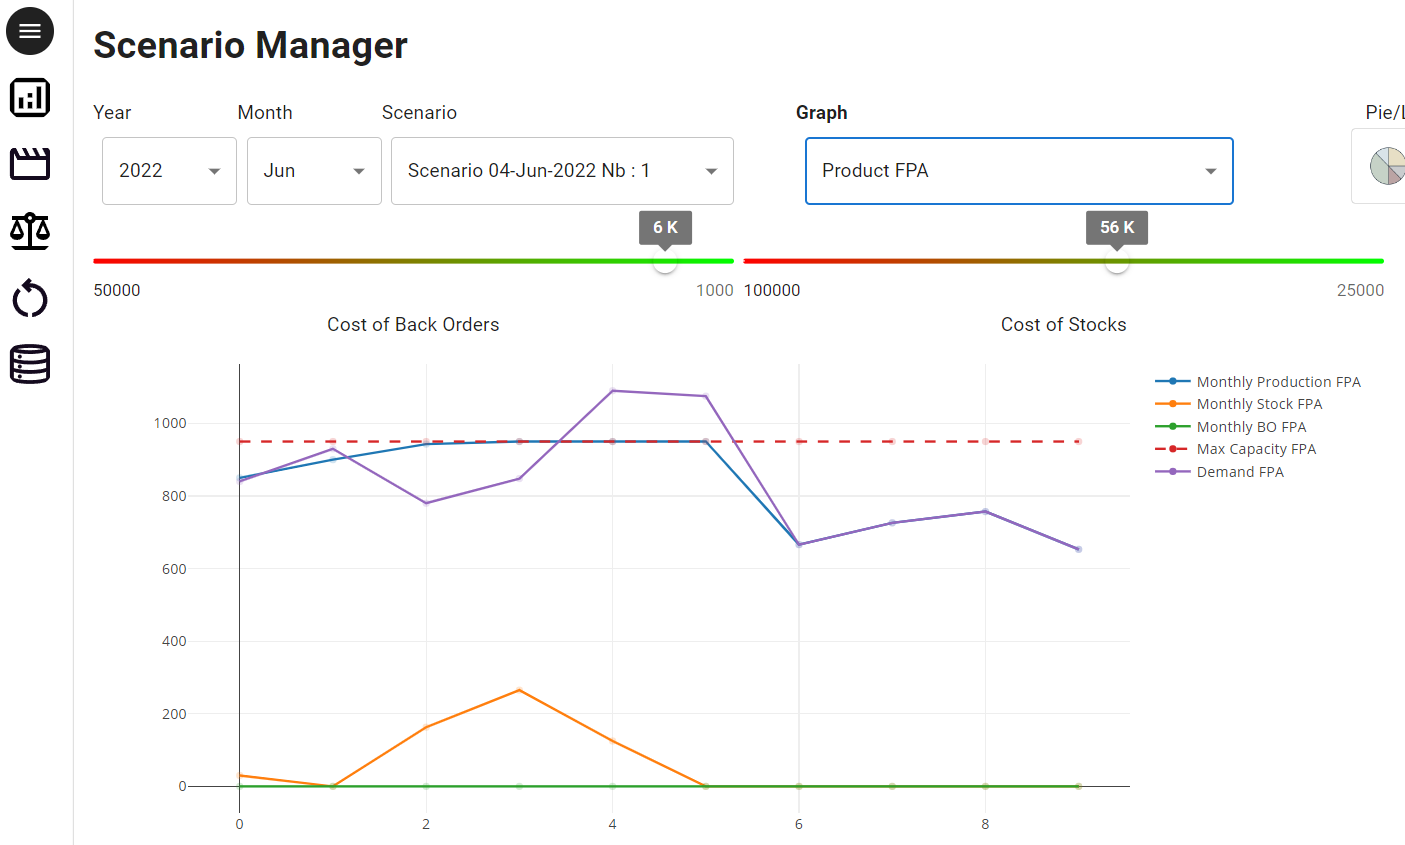 Scenario Manager
Year Month Scenario Graph Pie/L
2022 Jun Scenario 04-Jun-2022 Nb : 1 Product FPA
6 K 56 K
50000 1000 100000 25000
Cost of Back Orders Cost of Stocks
Monthly Production FPA
Monthly Stock FPA
Monthly BO FPA
Max Capacity FPA
Demand FPA
1000
800
600
400
200
0
0 2 4 6 8